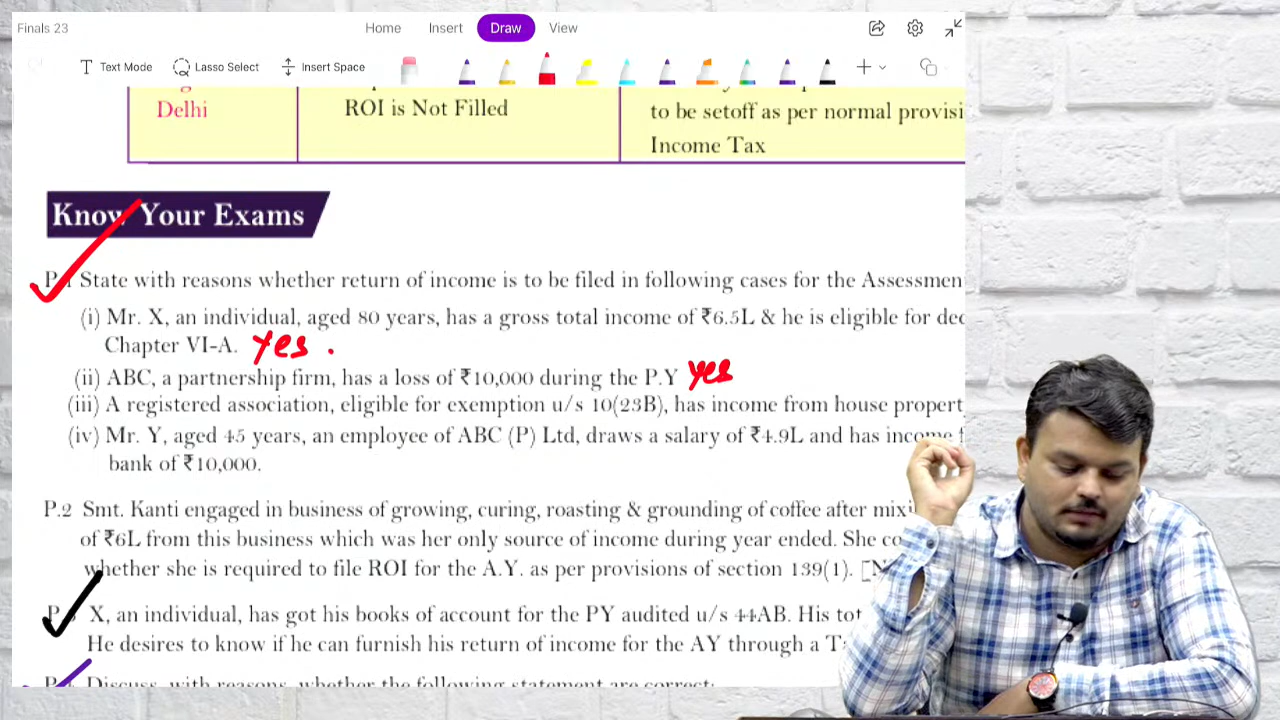 Finals 23
Home Insert Draw View
Text Mode Lasso Select Insert Space
Delhi
ROI is Not Filled
to be setoff as per normal provisi
Income Tax
Know Your Exams
State with reasons whether return of income is to be filed in following cases for the Assessmen
(i) Mr. X, an individual, aged 80 years, has a gross total income of ₹6.5L & he is eligible for dec
Chapter VI-A. Yes.
(ii) ABC, a partnership firm, has a loss of ₹10,000 during the P.Y yes
(iii) A registered association, eligible for exemption u/s 10(23B), has income from house propert
(iv) Mr. Y, aged 45 years, an employee of ABC (P) Ltd, draws a salary of ₹4.9L and has income f
bank of ₹10,000.
P.2 Smt. Kanti engaged in business of growing, curing, roasting & grounding of coffee after mixi
of ₹6L from this business which was her only source of income during year ended. She co
whether she is required to file ROI for the A.Y. as per provisions of section 139(1). [N
X, an individual, has got his books of account for the PY audited u/s 44AB. His tot
He desires to know if he can furnish his return of income for the AY through a T
Discuss, with reasons, whether the following statement are correct: